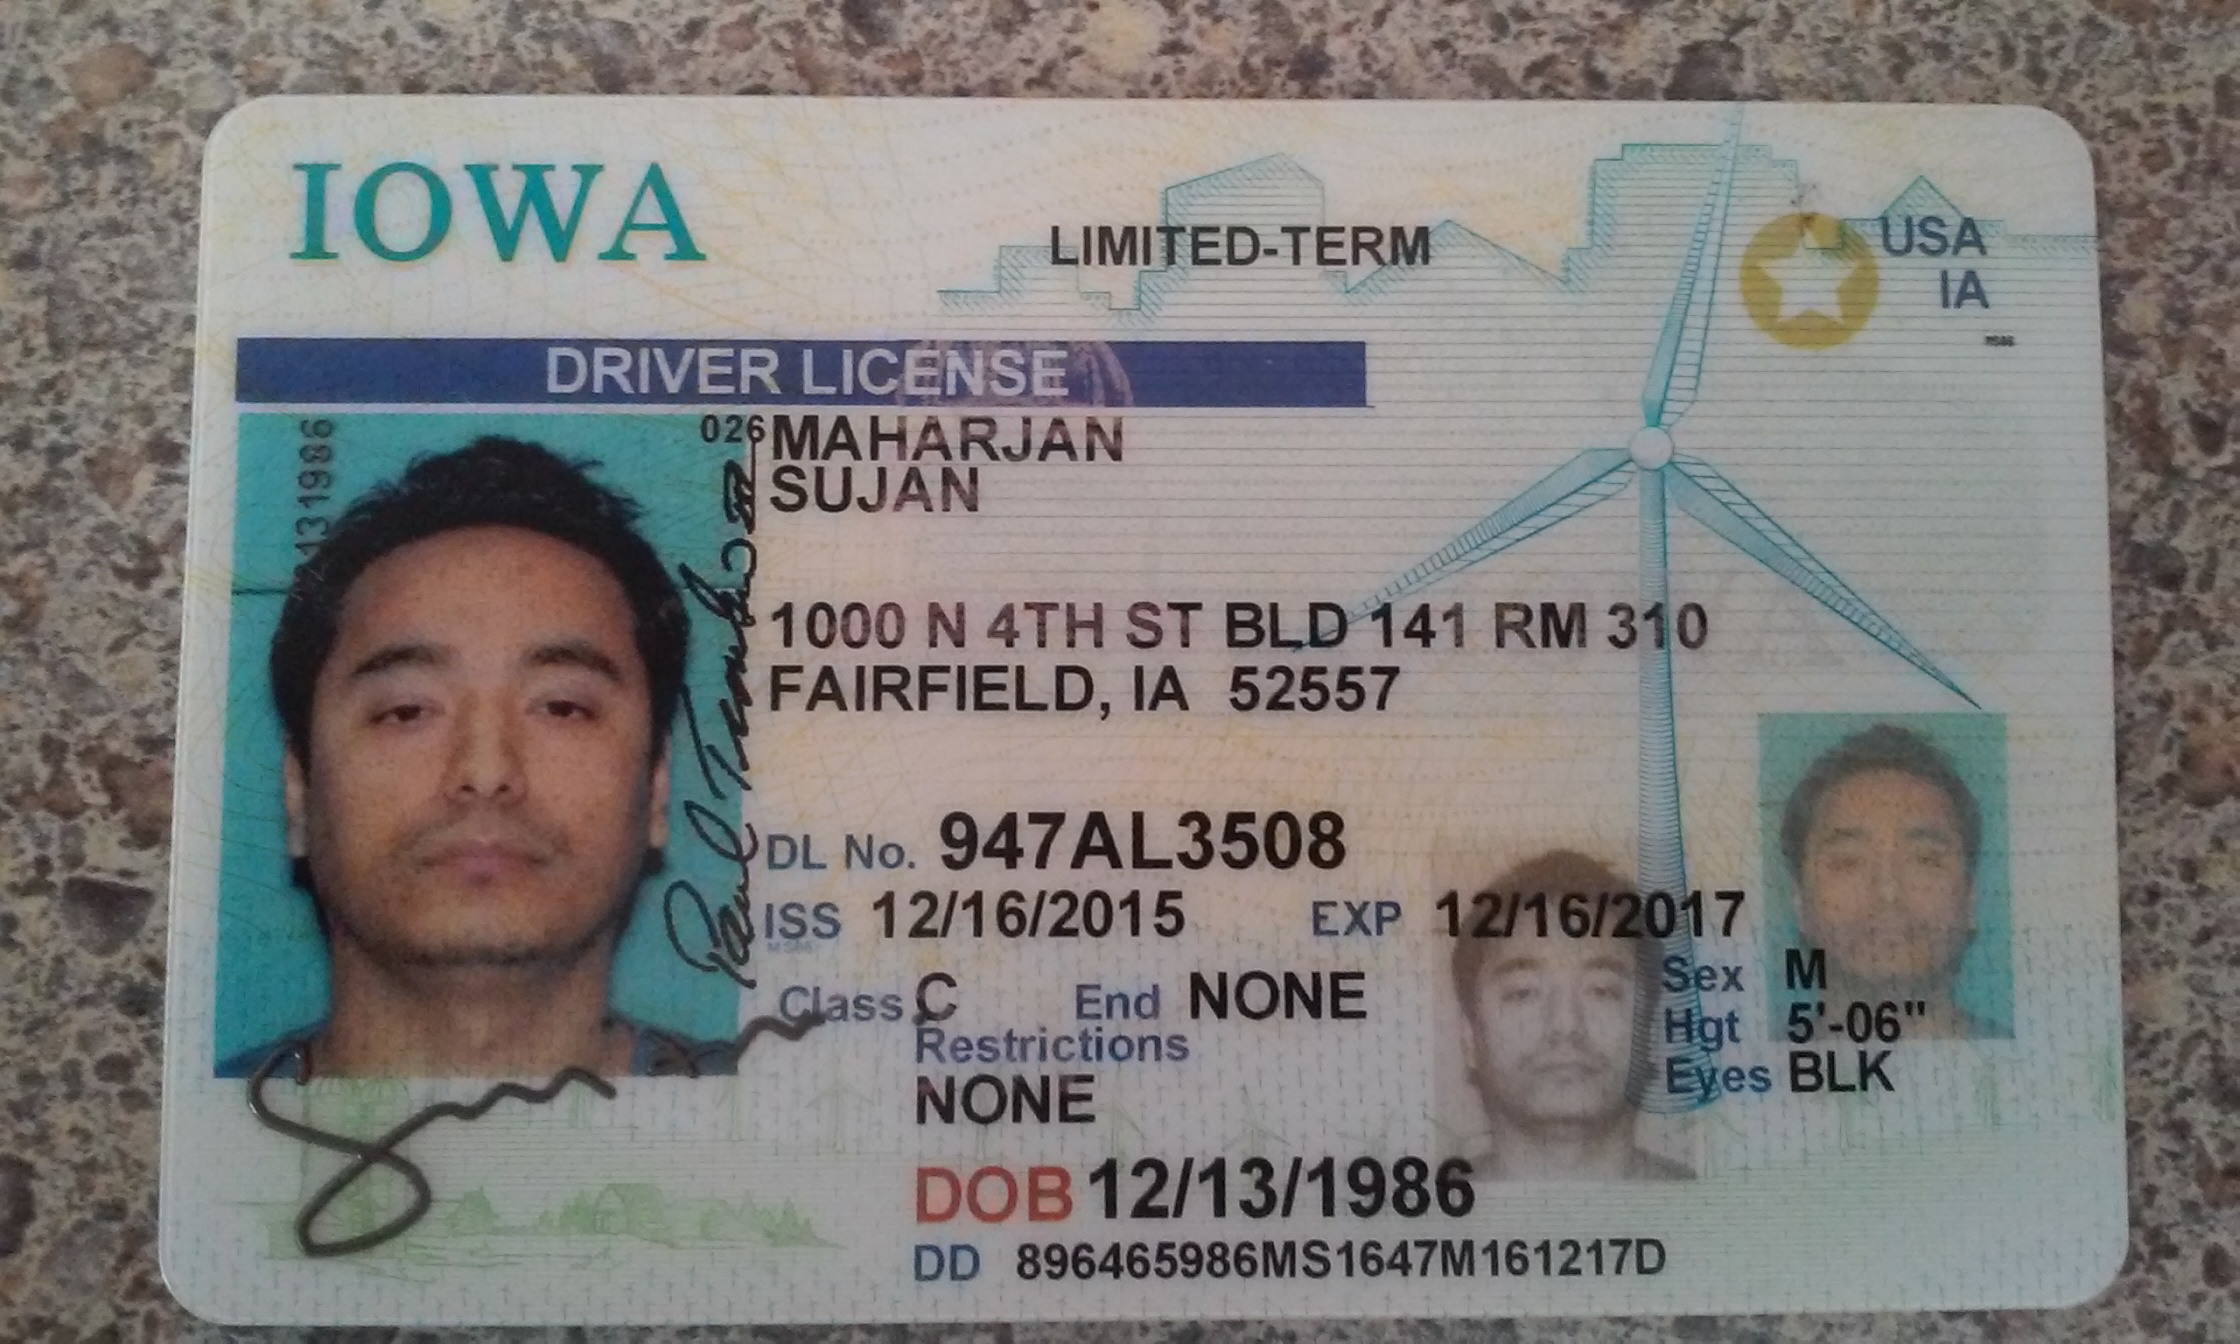 IOWA
LIMITED-TERM
USA
IA
DRIVER LICENSE
026
MAHARJAN
SUJAN
1000 N 4TH ST BLD 141 RM 310
FAIRFIELD, IA 52557
DL No. 947AL3508
ISS 12/16/2015 EXP 12/16/2017
Class C End NONE
Sex M
Restrictions
Hgt 5'-06"
NONE
Eyes BLK
DOB 12/13/1986
DD 896465986MS1647M161217D